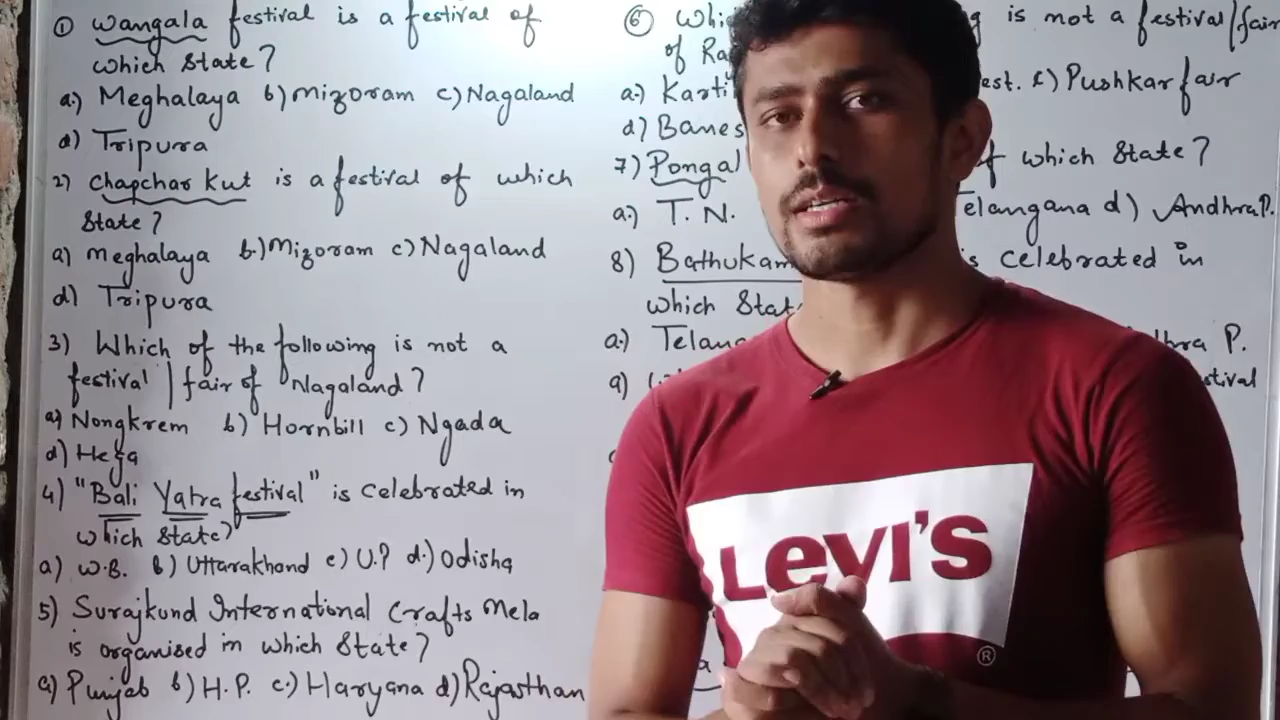 ① Wangala festival is a festival of
which State?
a.) Meghalaya b) Mizoram c) Nagaland
d) Tripura
2) Chapchar Kut is a festival of which
State?
a) Meghalaya b.) Mizoram c) Nagaland
d) Tripura
3) Which of the following is not a
festival | fair of Nagaland?
a) Nongkrem b) Hornbill c) Ngada
d) Hega
4) "Bali Yatra festival" is celebrated in
which State?
a) W.B. b) Uttarakhand c) U.P d.) Odisha
5) Surajkund International Crafts Mela
is organised in which State?
a) Punjab b) H.P. c.) Haryana d) Rajasthan
⑥ is not a festival/fair
of
a.) est. c) Pushkar fair
d)
7) Pongal of which State?
a.) T.N. Telangana d) Andhra P.
8) is celebrated in
which
a.) P.
9)
LEVI'S
®